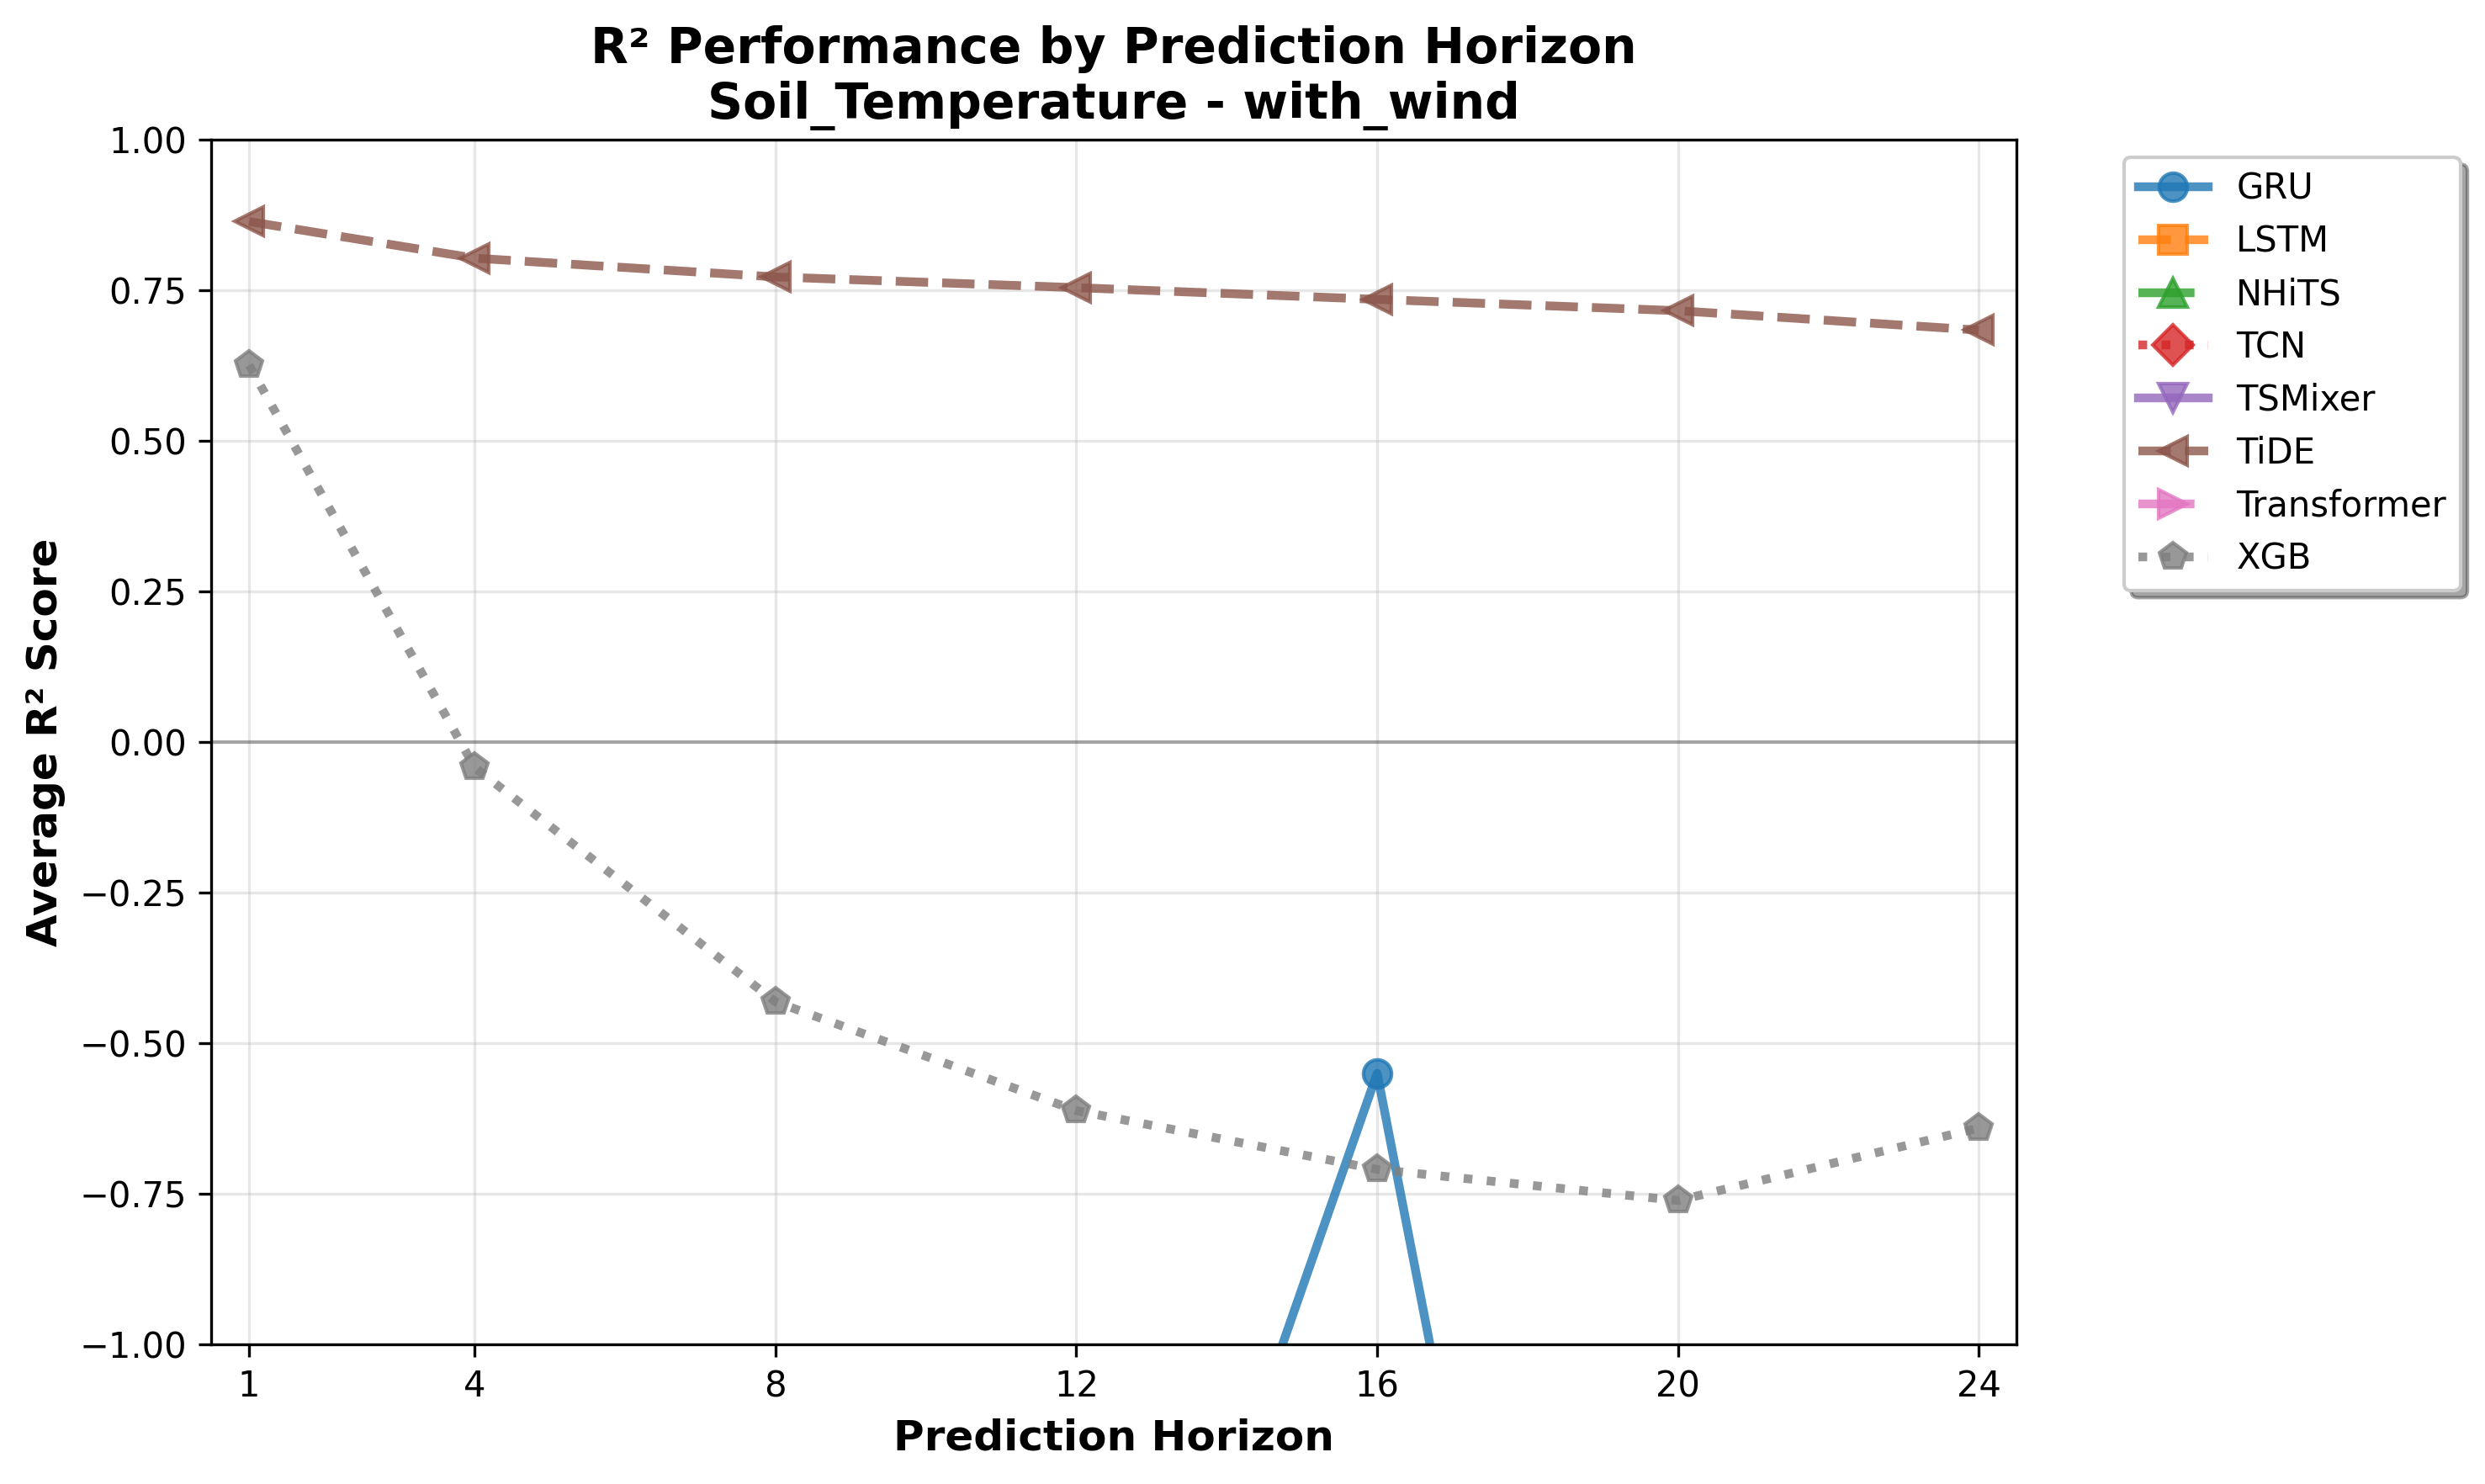 R² Performance by Prediction Horizon
Soil_Temperature - with_wind
1.00
0.75
0.50
0.25
0.00
−0.25
−0.50
−0.75
−1.00
Average R² Score
1 4 8 12 16 20 24
Prediction Horizon
GRU
LSTM
NHiTS
TCN
TSMixer
TiDE
Transformer
XGB